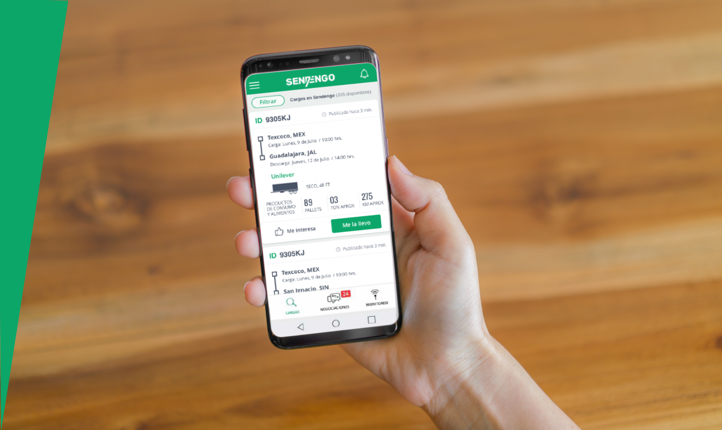 SENDENGO
Filtrar
Cargas en Sendengo (205 disponibles)
ID 9305KJ
Publicado hace 3 min.
Texcoco, MEX
Carga: Lunes, 9 de Julio / 10:00 hrs.
Guadalajara, JAL
Descarga: Jueves, 12 de Julio / 14:00 hrs.
Unilever
SECO, 48 FT
PRODUCTOS
DE CONSUMO
Y ALIMENTOS
89
PALLETS
03
TON APROX
275
KM APROX
Me interesa
Me la llevo
ID 9305KJ
Publicado hace 3 min.
Texcoco, MEX
Carga: Lunes, 9 de Julio / 10:00 hrs.
San Ignacio, SIN
24
CARGAS
MONITOREO